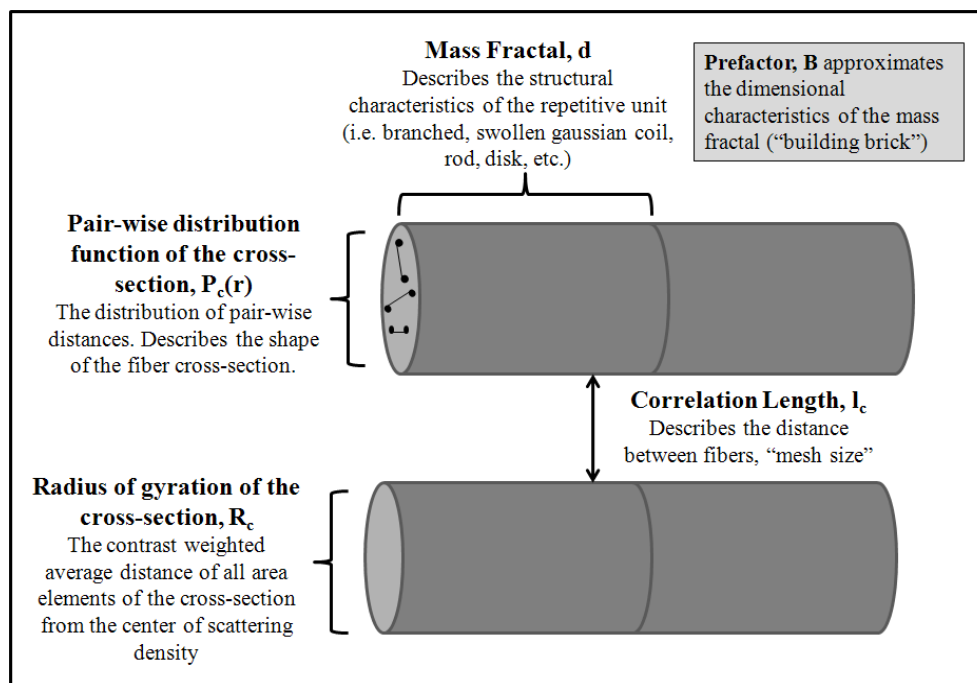 Mass Fractal, d
Describes the structural
characteristics of the repetitive unit
(i.e. branched, swollen gaussian coil,
rod, disk, etc.)
Prefactor, B approximates
the dimensional
characteristics of the mass
fractal (“building brick”)
Pair-wise distribution
function of the cross-
section, Pc(r)
The distribution of pair-wise
distances. Describes the shape
of the fiber cross-section.
Correlation Length, lc
Describes the distance
between fibers, “mesh size”
Radius of gyration of the
cross-section, Rc
The contrast weighted
average distance of all area
elements of the cross-section
from the center of scattering
density